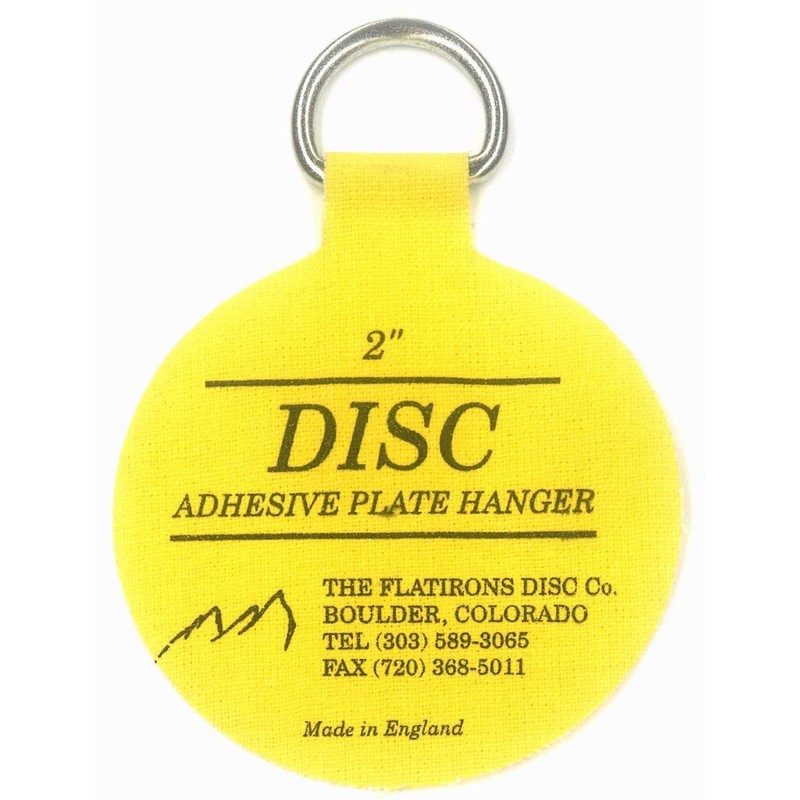 2"
DISC
ADHESIVE PLATE HANGER
THE FLATIRONS DISC Co.
BOULDER, COLORADO
TEL (303) 589-3065
FAX (720) 368-5011
Made in England